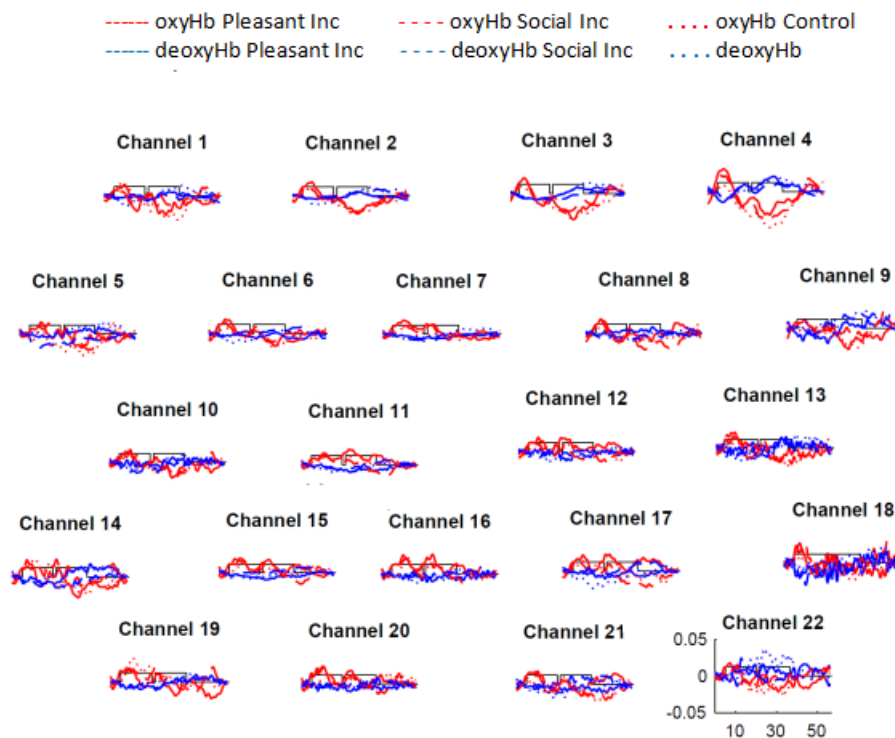 ------ oxyHb Pleasant Inc - - - - oxyHb Social Inc . . . . oxyHb Control
------ deoxyHb Pleasant Inc - - - - deoxyHb Social Inc . . . . deoxyHb
Channel 1 Channel 2 Channel 3 Channel 4
Channel 5 Channel 6 Channel 7 Channel 8 Channel 9
Channel 10 Channel 11 Channel 12 Channel 13
Channel 14 Channel 15 Channel 16 Channel 17 Channel 18
Channel 19 Channel 20 Channel 21 Channel 22
0.05
0
-0.05
10 30 50